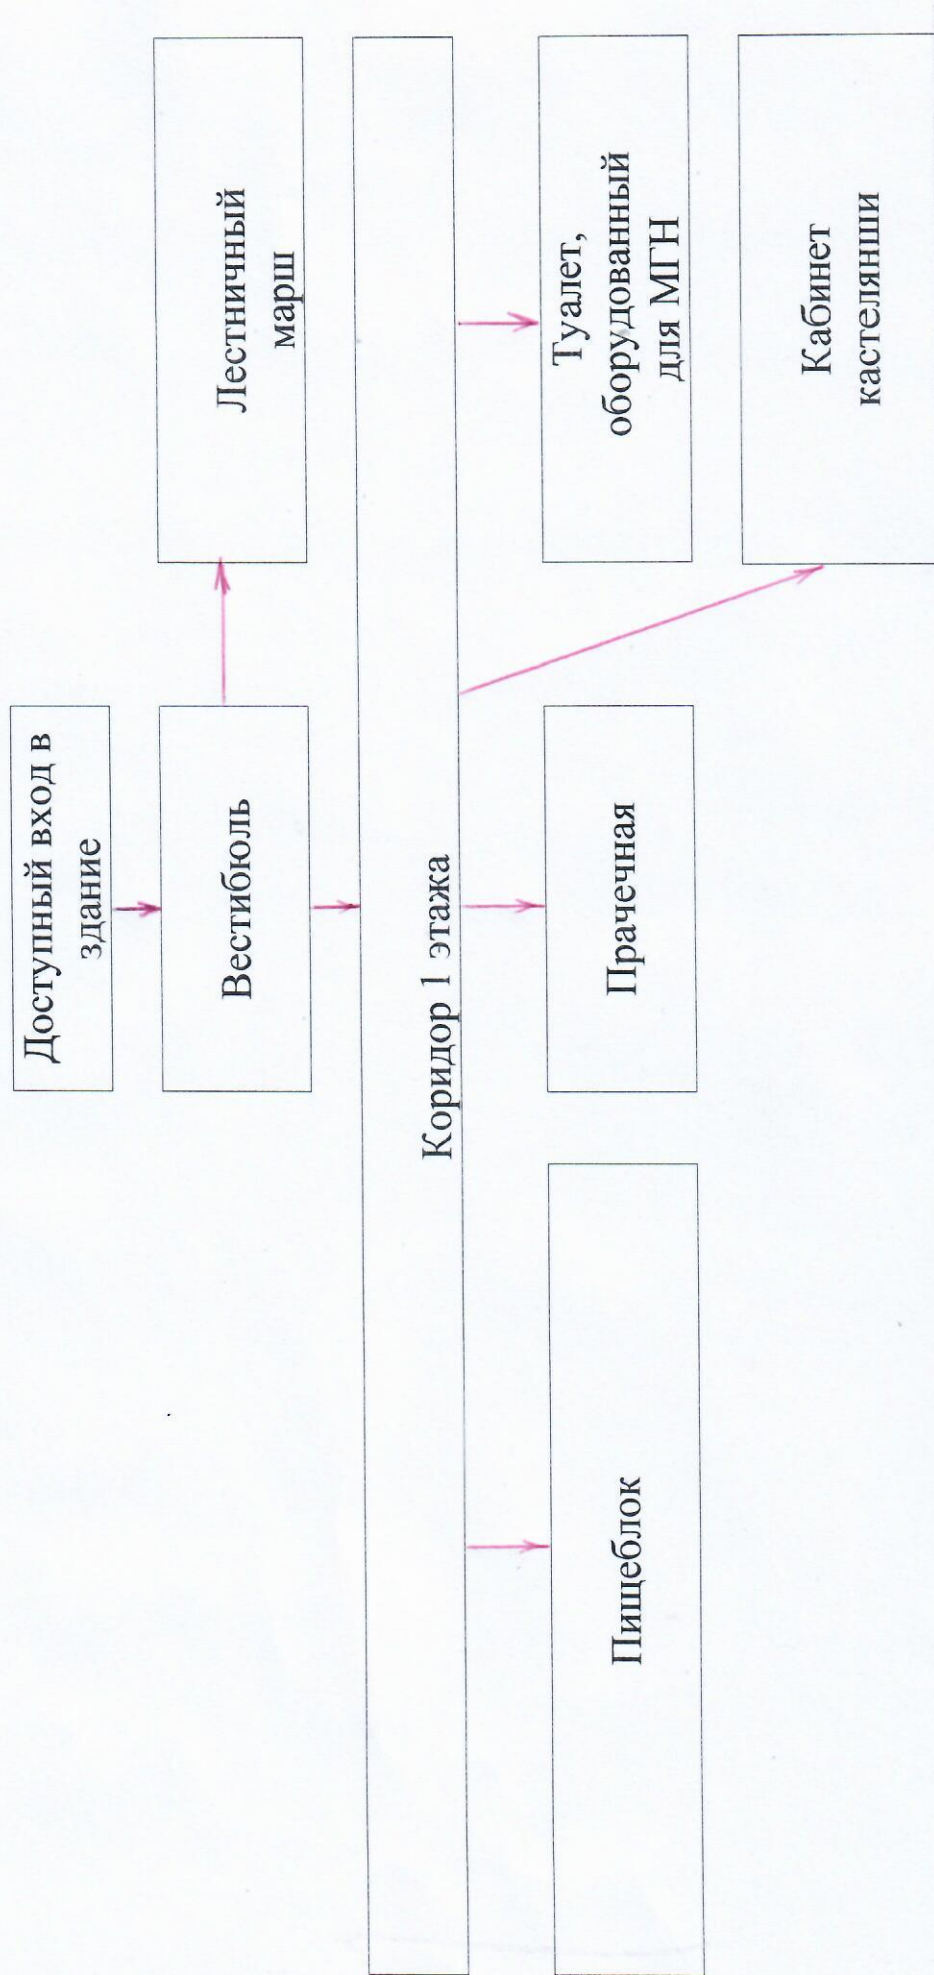 Доступный вход в
здание
Вестибюль
Лестничный
марш
Коридор 1 этажа
Пищеблок
Прачечная
Туалет,
оборудованный
для МГН
Кабинет
кастелянши